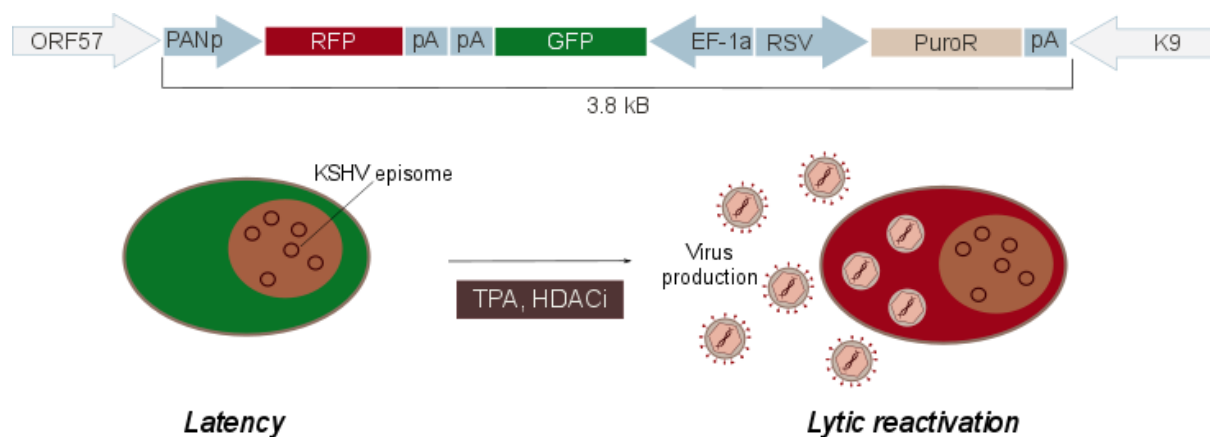 ORF57 PANp RFP pA pA GFP EF-1a RSV PuroR pA K9
3.8 kB
KSHV episome
Virus
production
TPA, HDACi
Latency Lytic reactivation